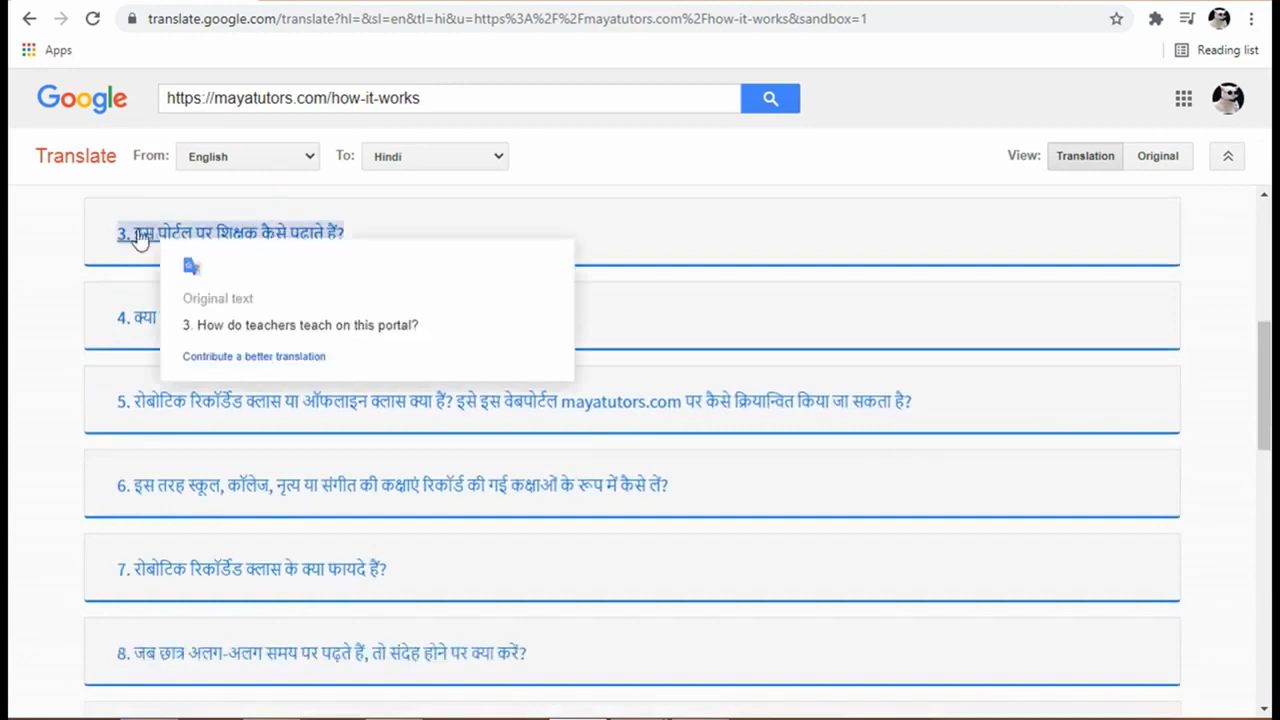 translate.google.com/translate?hl=&sl=en&tl=hi&u=https%3A%2F%2Fmayatutors.com%2Fhow-it-works&sandbox=1
Apps
Reading list
Google
https://mayatutors.com/how-it-works
Translate From: English To: Hindi View: Translation Original
3. इस पोर्टल पर शिक्षक कैसे पढ़ाते हैं?
Original text
3. How do teachers teach on this portal?
Contribute a better translation
4. क्या
5. रोबोटिक रिकॉर्डेड क्लास या ऑफलाइन क्लास क्या हैं? इसे इस वेबपोर्टल mayatutors.com पर कैसे क्रियान्वित किया जा सकता है?
6. इस तरह स्कूल, कॉलेज, नृत्य या संगीत की कक्षाएं रिकॉर्ड की गई कक्षाओं के रूप में कैसे लें?
7. रोबोटिक रिकॉर्डेड क्लास के क्या फायदे हैं?
8. जब छात्र अलग-अलग समय पर पढ़ते हैं, तो संदेह होने पर क्या करें?